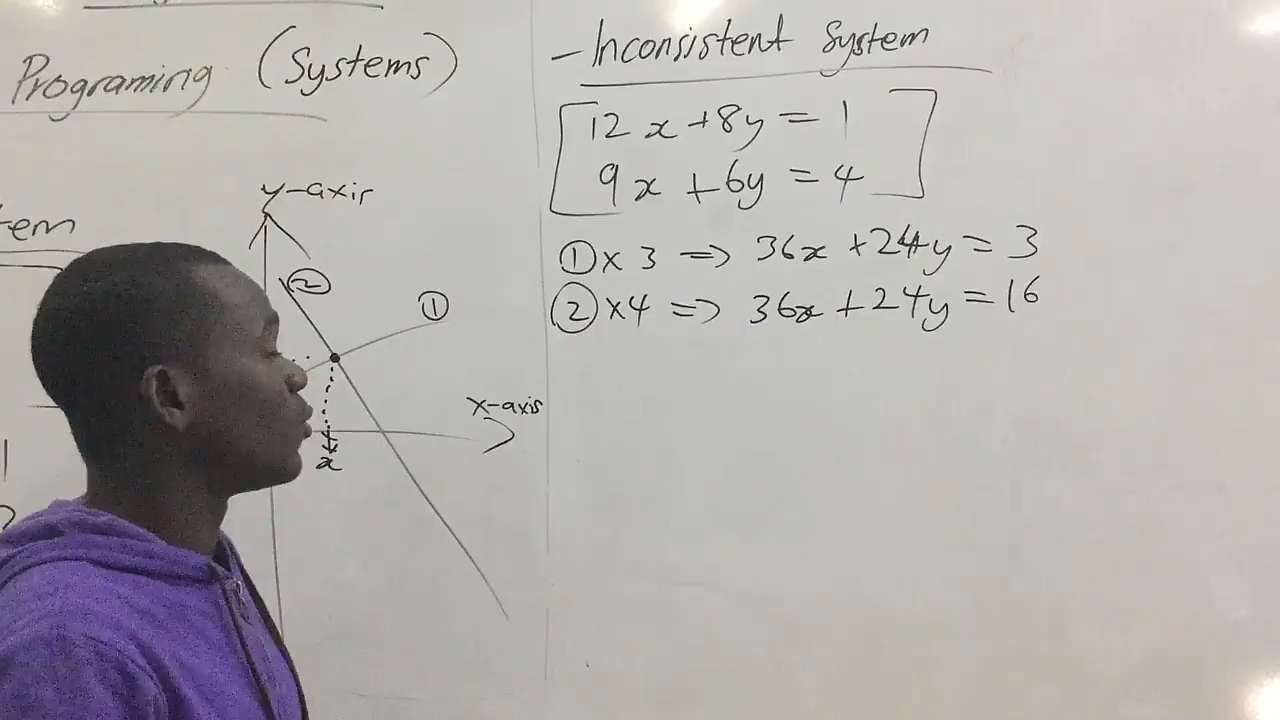 Programing (Systems)
tem
y-axis
②
①
x-axis
x
- Inconsistent System
12x + 8y = 1
9x + 6y = 4
① x 3 => 36x + 24y = 3
② x 4 => 36x + 24y = 16